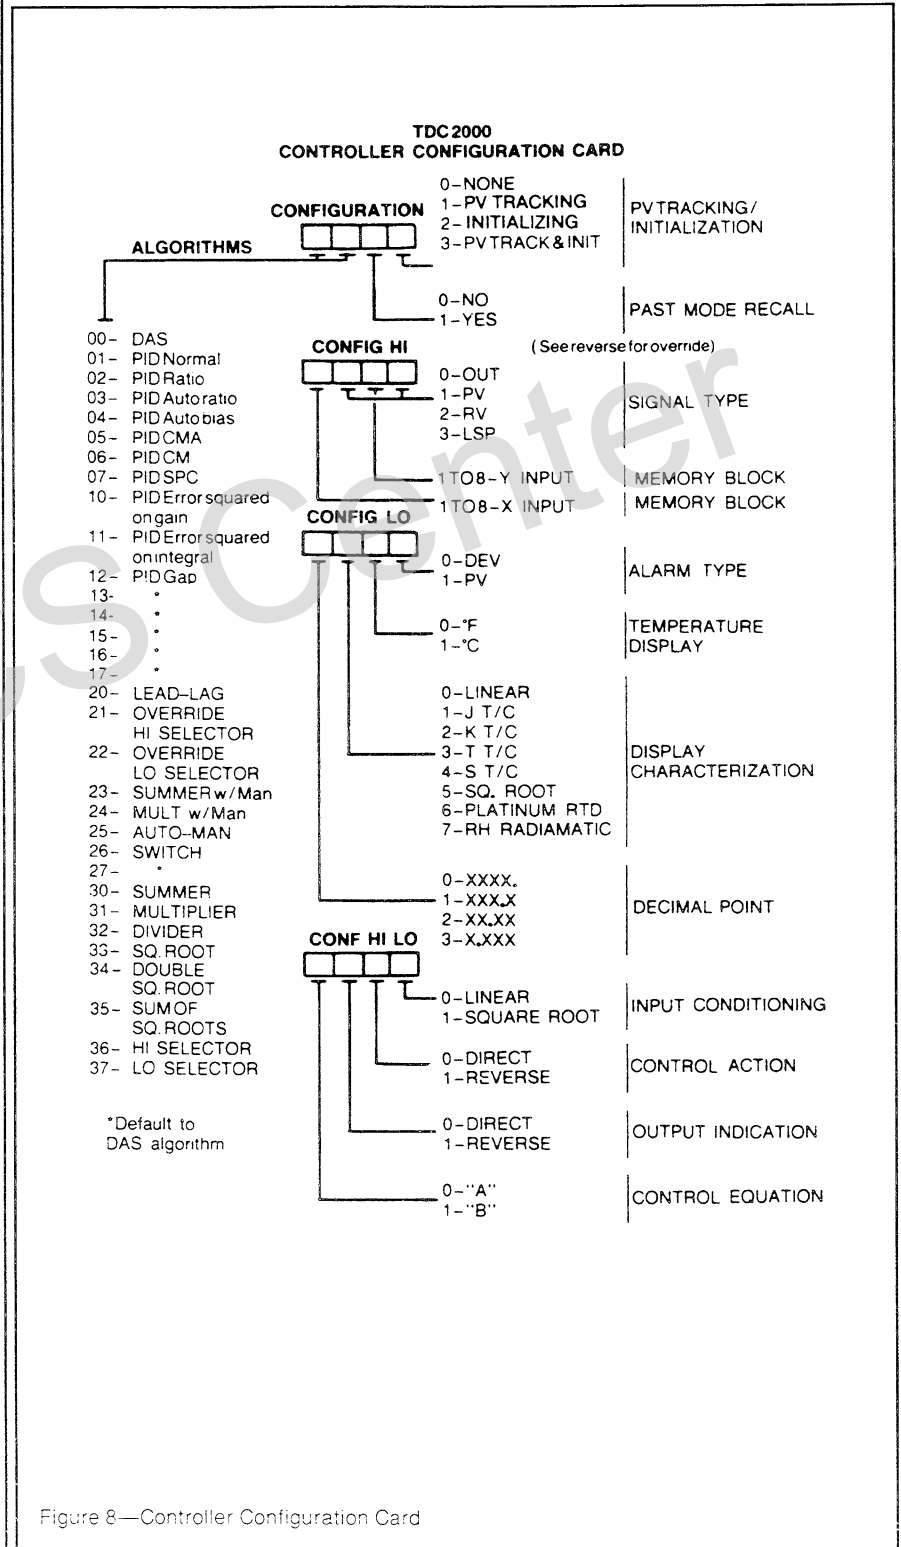 TDC2000
CONTROLLER CONFIGURATION CARD
CONFIGURATION
0-NONE
1-PV TRACKING
2-INITIALIZING
3-PV TRACK & INIT
PV TRACKING/
INITIALIZATION
ALGORITHMS
0-NO
1-YES
PAST MODE RECALL
00- DAS
01- PID Normal
02- PID Ratio
03- PID Auto ratio
04- PID Auto bias
05- PID CMA
06- PID CM
07- PID SPC
10- PID Error squared
on gain
11- PID Error squared
on integral
12- PID Gap
13- *
14- *
15- *
16- *
17- *
20- LEAD-LAG
21- OVERRIDE
HI SELECTOR
22- OVERRIDE
LO SELECTOR
23- SUMMER w/Man
24- MULT w/Man
25- AUTO-MAN
26- SWITCH
27- *
30- SUMMER
31- MULTIPLIER
32- DIVIDER
33- SQ. ROOT
34- DOUBLE
SQ. ROOT
35- SUM OF
SQ. ROOTS
36- HI SELECTOR
37- LO SELECTOR
*Default to
DAS algorithm
CONFIG HI
(See reverse for override)
0-OUT
1-PV
2-RV
3-LSP
SIGNAL TYPE
1 TO 8-Y INPUT
MEMORY BLOCK
1 TO 8-X INPUT
MEMORY BLOCK
CONFIG LO
0-DEV
1-PV
ALARM TYPE
0-°F
1-°C
TEMPERATURE
DISPLAY
0-LINEAR
1-J T/C
2-K T/C
3-T T/C
4-S T/C
5-SQ. ROOT
6-PLATINUM RTD
7-RH RADIAMATIC
DISPLAY
CHARACTERIZATION
0-XXXX.
1-XXX.X
2-XX.XX
3-X.XXX
DECIMAL POINT
CONF HI LO
0-LINEAR
1-SQUARE ROOT
INPUT CONDITIONING
0-DIRECT
1-REVERSE
CONTROL ACTION
0-DIRECT
1-REVERSE
OUTPUT INDICATION
0-"A"
1-"B"
CONTROL EQUATION
Figure 8—Controller Configuration Card
cs Center